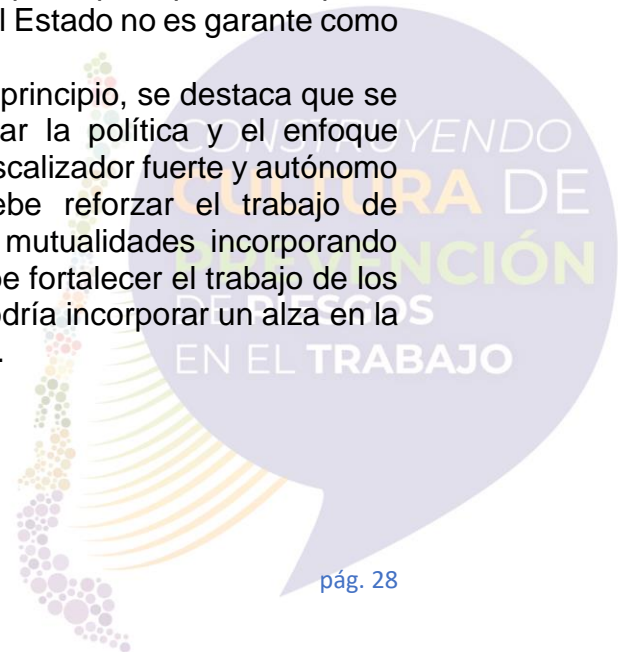 l Estado no es garante como
principio, se destaca que se
ar la política y el enfoque
scalizador fuerte y autónomo
ebe reforzar el trabajo de
mutualidades incorporando
be fortalecer el trabajo de los
odría incorporar un alza en la
.
CONSTRUYENDO
CULTURA DE
PREVENCIÓN
DE RIESGOS
EN EL TRABAJO
pág. 28